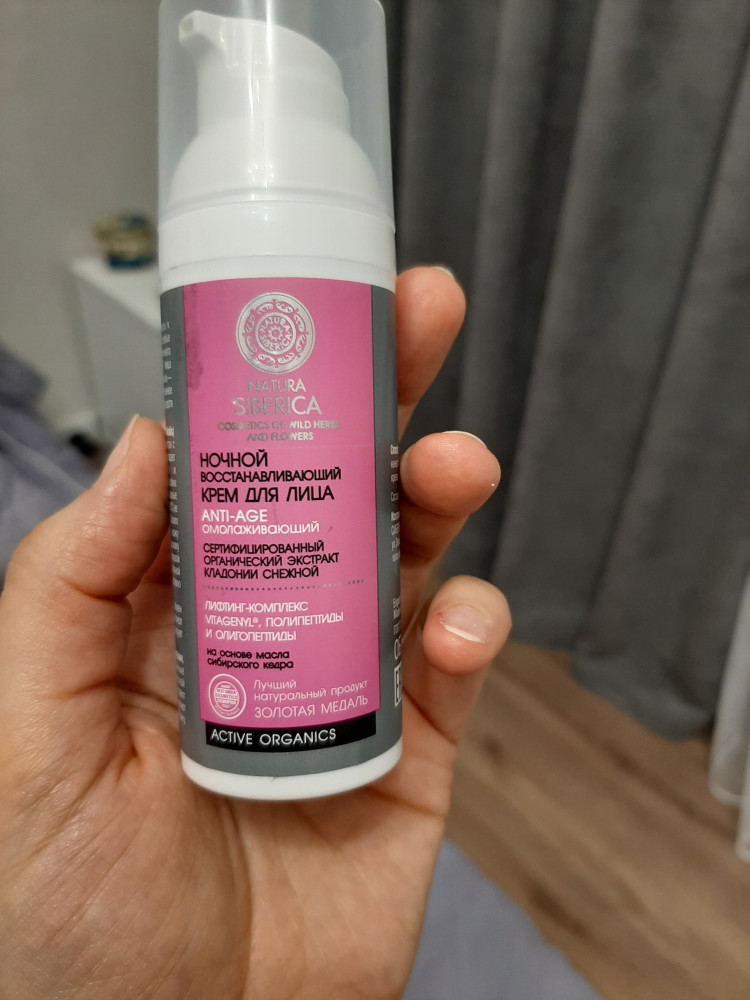 NATURA
SIBERICA
NATURA
SIBERICA
COSMETICS OF WILD HERBS
AND FLOWERS
НОЧНОЙ
ВОССТАНАВЛИВАЮЩИЙ
КРЕМ ДЛЯ ЛИЦА
ANTI-AGE
ОМОЛАЖИВАЮЩИЙ
СЕРТИФИЦИРОВАННЫЙ
ОРГАНИЧЕСКИЙ ЭКСТРАКТ
КЛАДОНИИ СНЕЖНОЙ
ЛИФТИНГ-КОМПЛЕКС
VITAGENYL®, ПОЛИПЕПТИДЫ
И ОЛИГОПЕПТИДЫ
на основе масла
сибирского кедра
Лучший
натуральный продукт
ЗОЛОТАЯ МЕДАЛЬ
ACTIVE ORGANICS